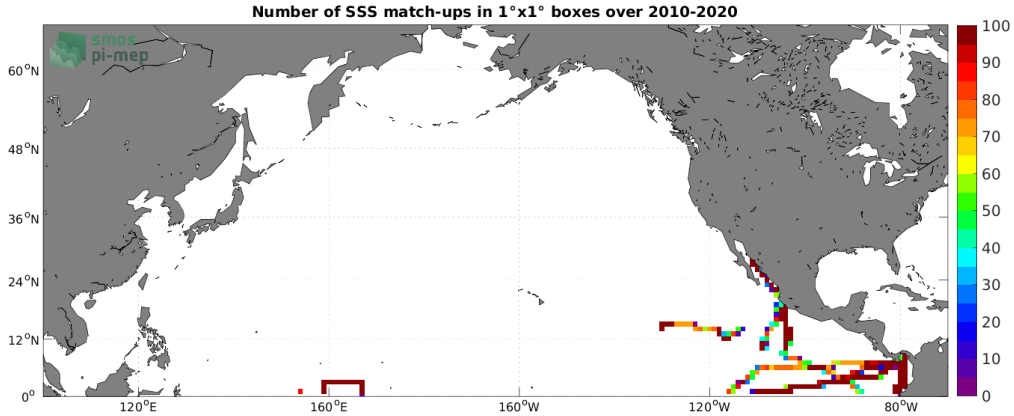 Number of SSS match-ups in 1°x1° boxes over 2010-2020
smos
pi-mep
60°N
48°N
36°N
24°N
12°N
0°
120°E
160°E
160°W
120°W
80°W
100
90
80
70
60
50
40
30
20
10
0